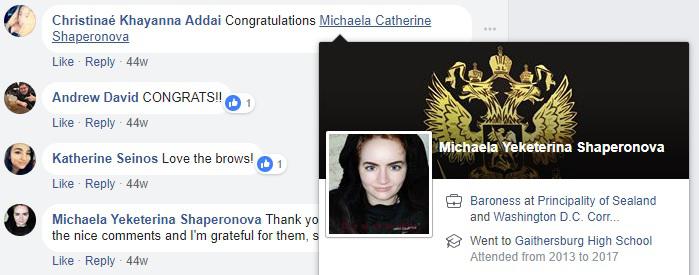 Christinaé Khayanna Addai Congratulations Michaela Catherine
Shaperonova
Like · Reply · 44w
Andrew David CONGRATS!! 1
Like · Reply · 44w
Katherine Seinos Love the brows! 1
Like · Reply · 44w
Michaela Yeketerina Shaperonova Thank yo
the nice comments and I'm grateful for them, s
Like · Reply · 44w
Michaela Yeketerina Shaperonova
Baroness at Principality of Sealand
and Washington D.C. Corr...
Went to Gaithersburg High School
Attended from 2013 to 2017